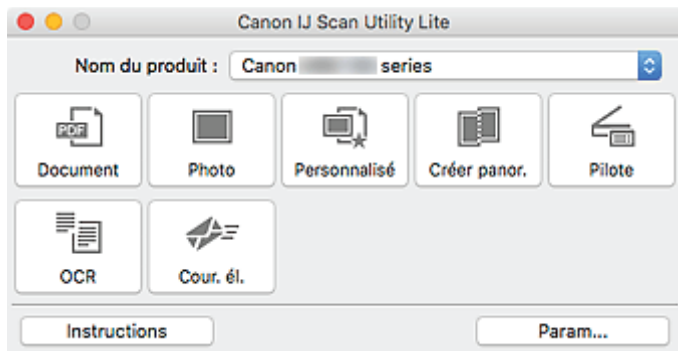 Canon IJ Scan Utility Lite
Nom du produit : Canon series
PDF
Document Photo Personnalisé Créer panor. Pilote
OCR Cour. él.
Instructions Param...